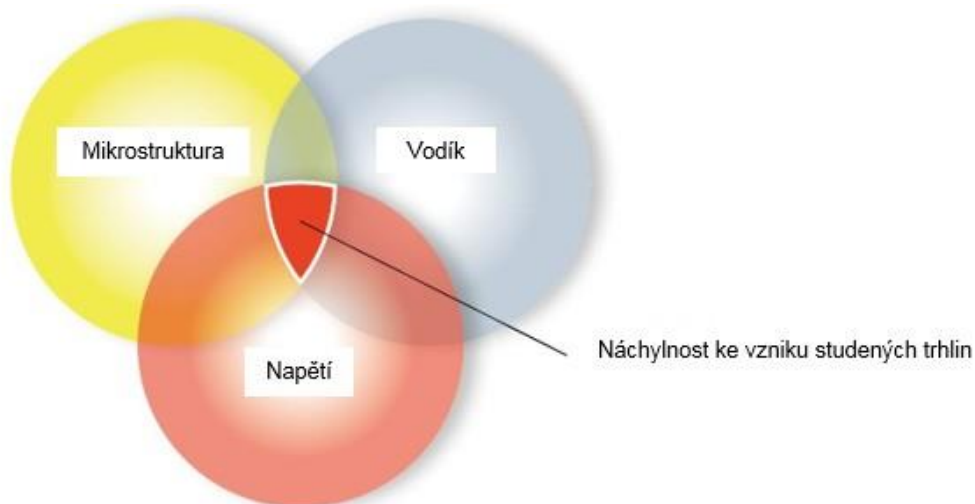 Mikrostruktura
Vodík
Napětí
Náchylnost ke vzniku studených trhlin